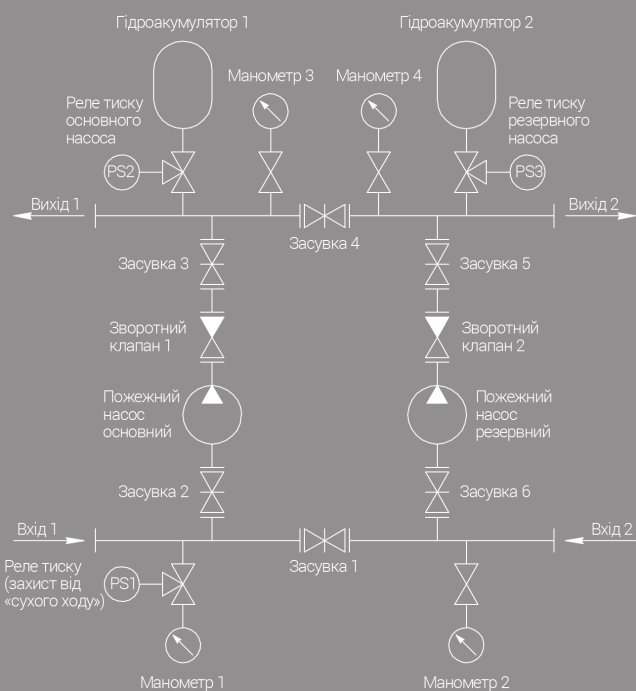 Гідроакумулятор 1
Гідроакумулятор 2
Манометр 3
Манометр 4
Реле тиску
основного
насоса
Реле тиску
резервного
насоса
PS2
PS3
Вихід 1
Вихід 2
Засувка 4
Засувка 3
Засувка 5
Зворотний
клапан 1
Зворотний
клапан 2
Пожежний
насос
основний
Пожежний
насос
резервний
Засувка 2
Засувка 6
Вхід 1
Вхід 2
Засувка 1
Реле тиску
(захист від
«сухого ходу»)
PS1
Манометр 1
Манометр 2